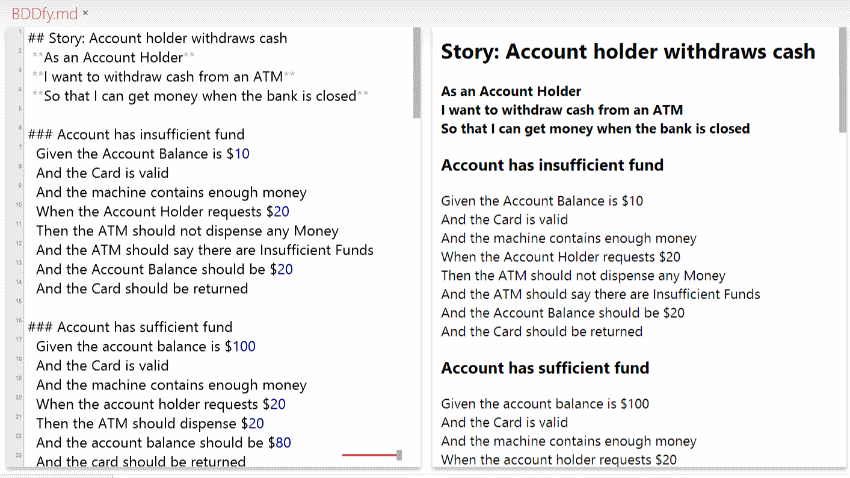 BDDfy.md ×
1
2
3
4
5
6
7
8
9
10
11
12
13
14
15
16
17
18
19
20
21
22
23
## Story: Account holder withdraws cash
**As an Account Holder**
**I want to withdraw cash from an ATM**
**So that I can get money when the bank is closed**
### Account has insufficient fund
Given the Account Balance is $10
And the Card is valid
And the machine contains enough money
When the Account Holder requests $20
Then the ATM should not dispense any Money
And the ATM should say there are Insufficient Funds
And the Account Balance should be $20
And the Card should be returned
### Account has sufficient fund
Given the account balance is $100
And the Card is valid
And the machine contains enough money
When the account holder requests $20
Then the ATM should dispense $20
And the account balance should be $80
And the card should be returned
Story: Account holder withdraws cash
As an Account Holder
I want to withdraw cash from an ATM
So that I can get money when the bank is closed
Account has insufficient fund
Given the Account Balance is $10
And the Card is valid
And the machine contains enough money
When the Account Holder requests $20
Then the ATM should not dispense any Money
And the ATM should say there are Insufficient Funds
And the Account Balance should be $20
And the Card should be returned
Account has sufficient fund
Given the account balance is $100
And the Card is valid
And the machine contains enough money
When the account holder requests $20